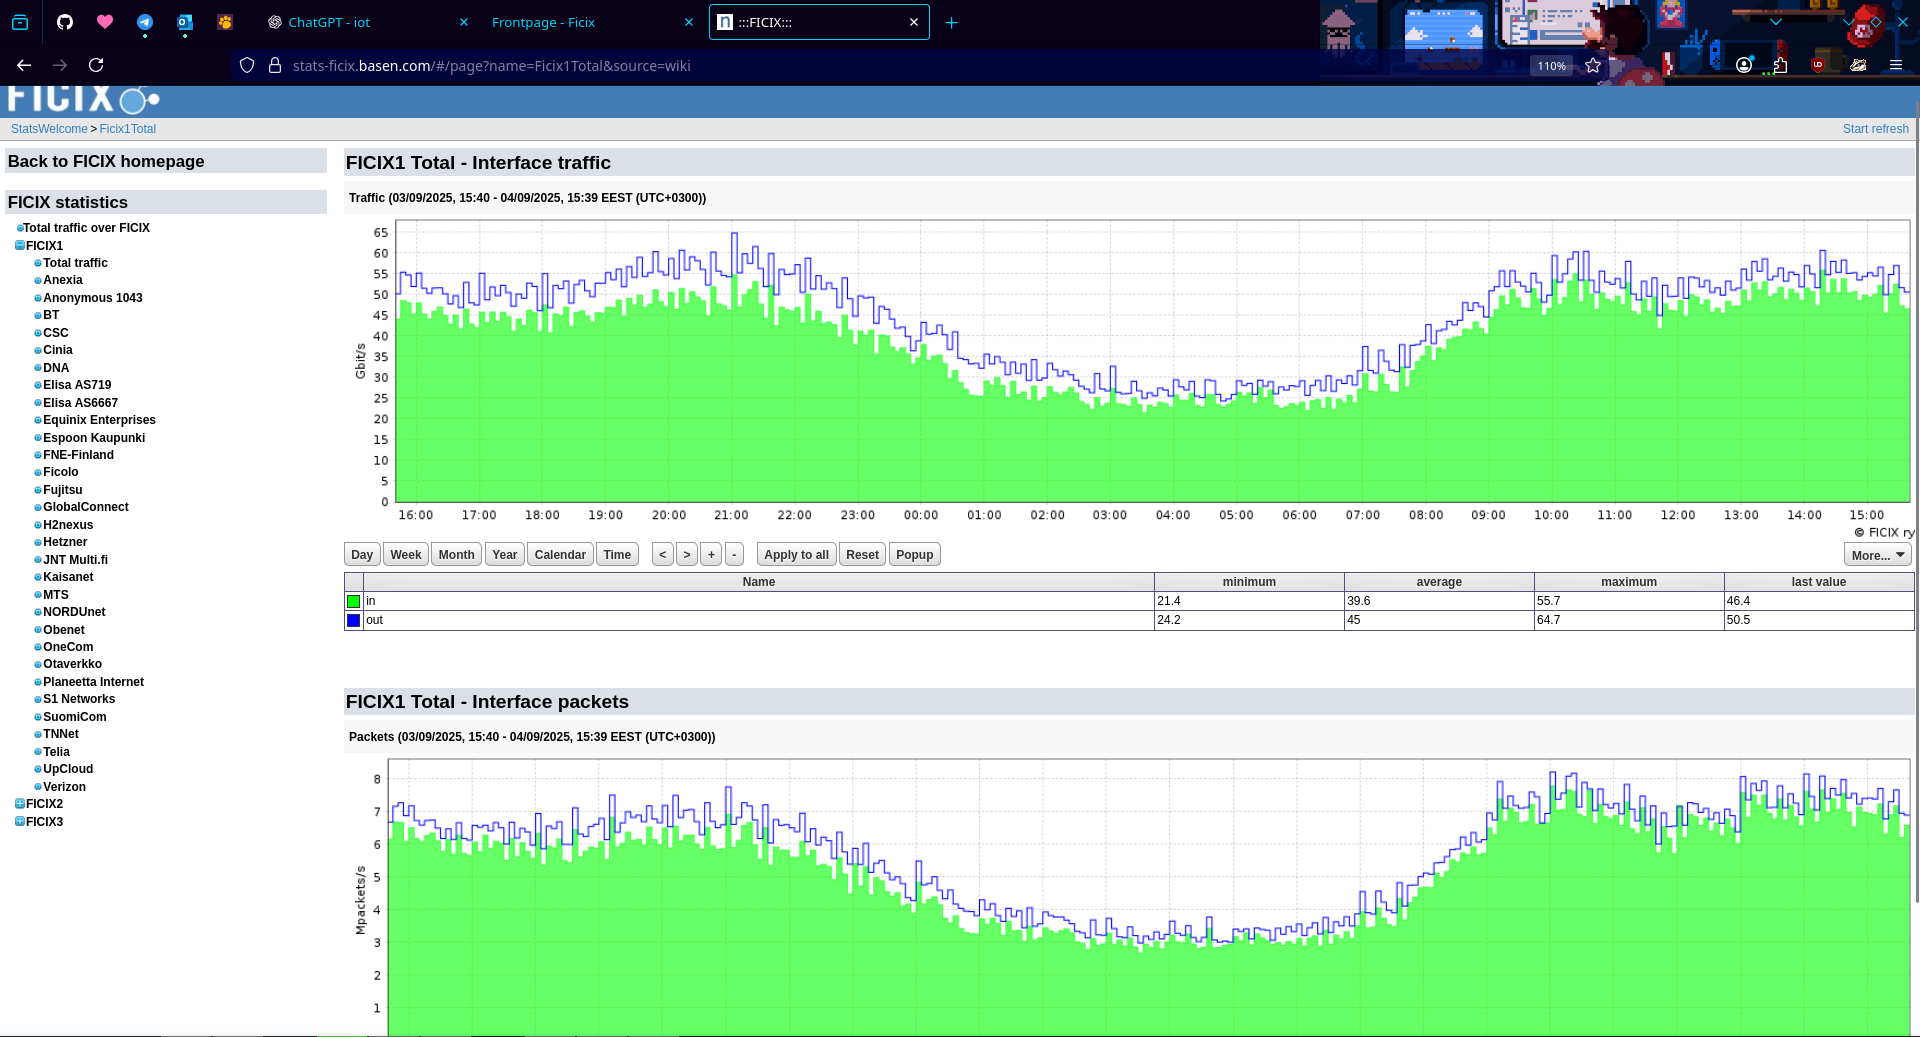 ChatGPT - iot
Frontpage - Ficix
:::FICIX:::
stats-ficix.basen.com/#/page?name=Ficix1Total&source=wiki
110%
FICIX
StatsWelcome > Ficix1Total
Start refresh
Back to FICIX homepage
FICIX statistics
Total traffic over FICIX
FICIX1
Total traffic
Anexia
Anonymous 1043
BT
CSC
Cinia
DNA
Elisa AS719
Elisa AS6667
Equinix Enterprises
Espoon Kaupunki
FNE-Finland
Ficolo
Fujitsu
GlobalConnect
H2nexus
Hetzner
JNT Multi.fi
Kaisanet
MTS
NORDUnet
Obenet
OneCom
Otaverkko
Planeetta Internet
S1 Networks
SuomiCom
TNNet
Telia
UpCloud
Verizon
FICIX2
FICIX3
FICIX1 Total - Interface traffic
Traffic (03/09/2025, 15:40 - 04/09/2025, 15:39 EEST (UTC+0300))
Gbit/s
65
60
55
50
45
40
35
30
25
20
15
10
5
0
16:00 17:00 18:00 19:00 20:00 21:00 22:00 23:00 00:00 01:00 02:00 03:00 04:00 05:00 06:00 07:00 08:00 09:00 10:00 11:00 12:00 13:00 14:00 15:00
© FICIX ry
Day Week Month Year Calendar Time < > + - Apply to all Reset Popup More...
Name minimum average maximum last value
in 21.4 39.6 55.7 46.4
out 24.2 45 64.7 50.5
FICIX1 Total - Interface packets
Packets (03/09/2025, 15:40 - 04/09/2025, 15:39 EEST (UTC+0300))
Mpackets/s
8
7
6
5
4
3
2
1